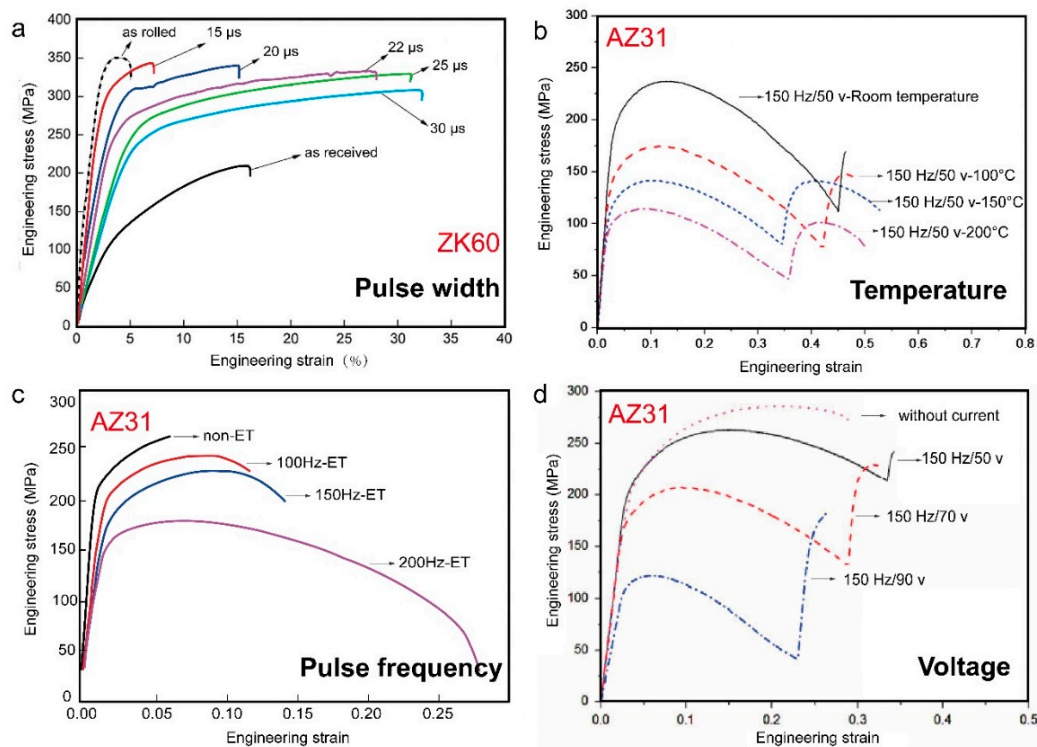 a
as rolled
15 μs
20 μs
22 μs
25 μs
30 μs
as received
ZK60
Pulse width
Engineering stress (MPa)
400
350
300
250
200
150
100
50
0
0
5
10
15
20
25
30
35
40
Engineering strain (%)
b
AZ31
150 Hz/50 v-Room temperature
150 Hz/50 v-100°C
150 Hz/50 v-150°C
150 Hz/50 v-200°C
Temperature
Engineering stress (MPa)
300
250
200
150
100
50
0
0.0
0.1
0.2
0.3
0.4
0.5
0.6
0.7
0.8
Engineering strain
c
AZ31
non-ET
100Hz-ET
150Hz-ET
200Hz-ET
Pulse frequency
Engineering stress (MPa)
300
250
200
150
100
50
0
0.00
0.05
0.10
0.15
0.20
0.25
Engineering strain
d
AZ31
without current
150 Hz/50 v
150 Hz/70 v
150 Hz/90 v
Voltage
Engineering stress (MPa)
300
250
200
150
100
50
0
0.0
0.1
0.2
0.3
0.4
0.5
Engineering strain